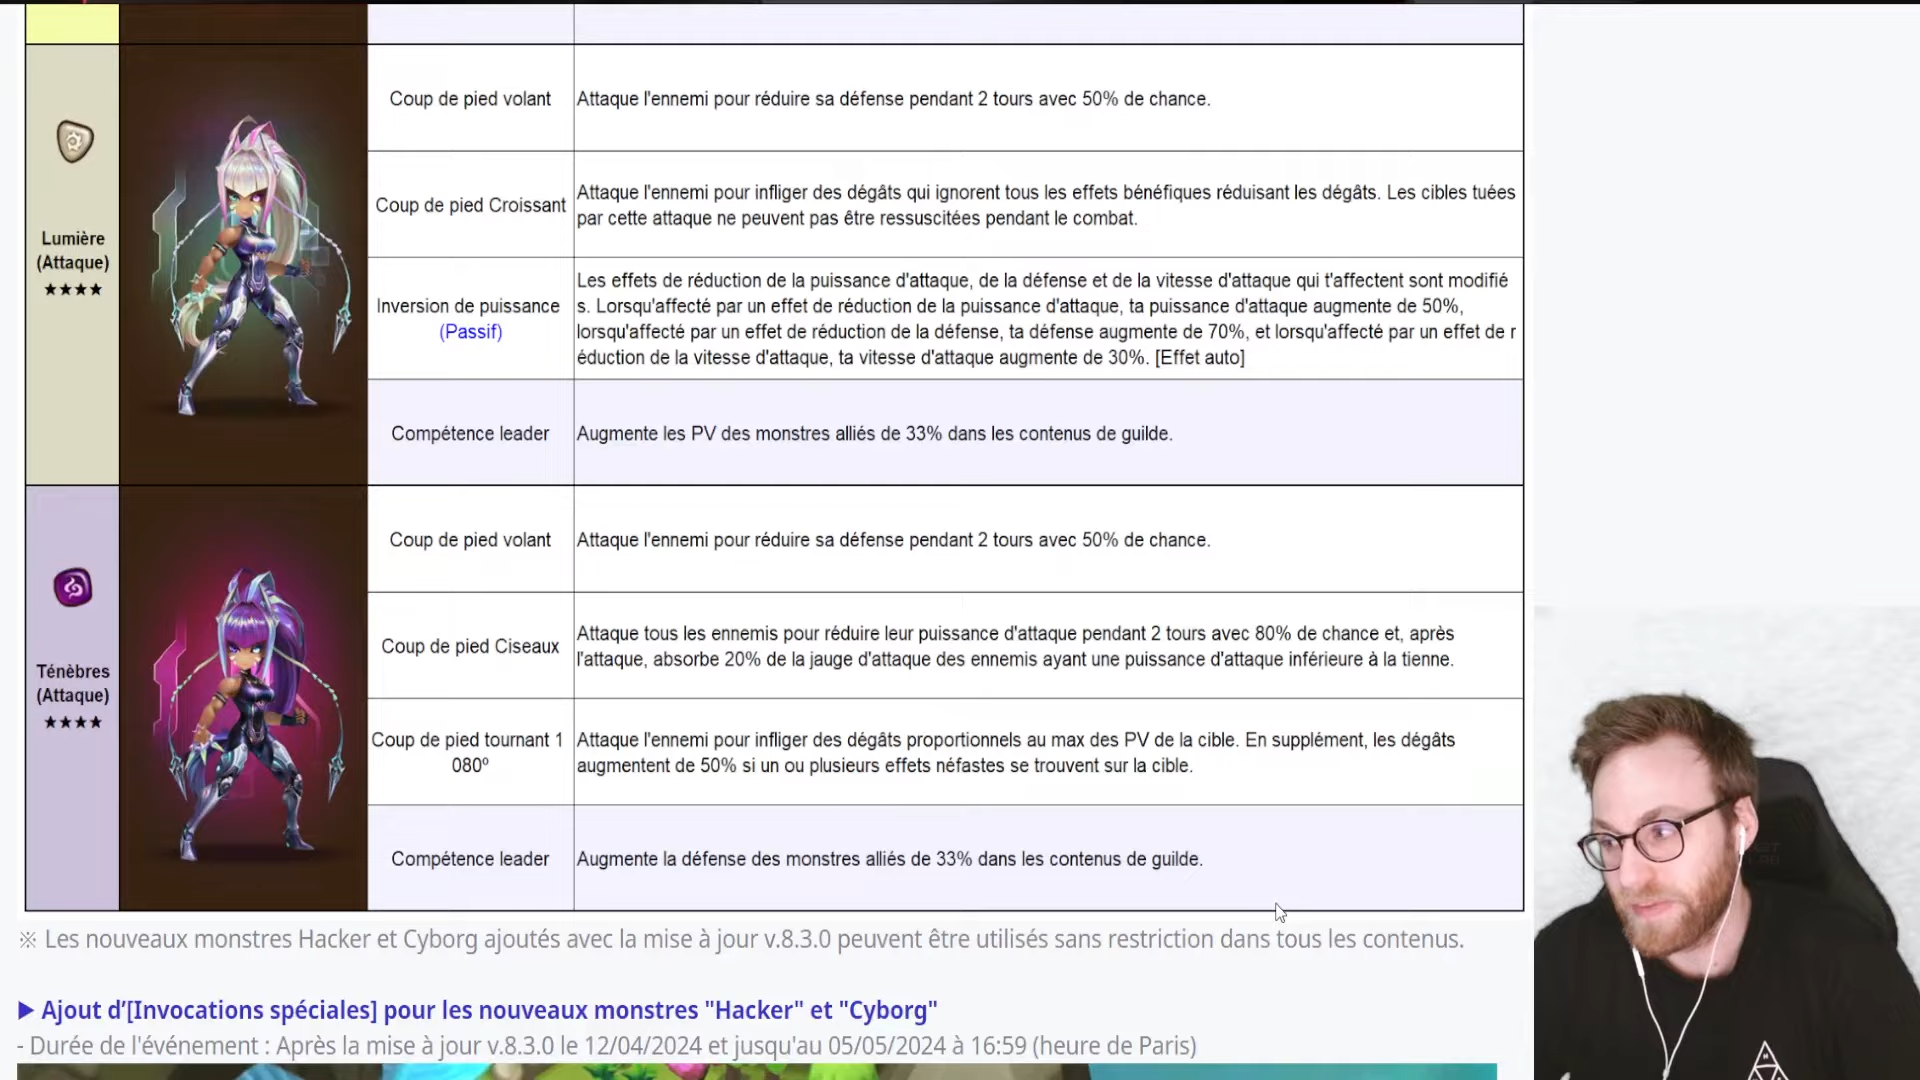 Coup de pied volant
Attaque l'ennemi pour réduire sa défense pendant 2 tours avec 50% de chance.
Lumière
(Attaque)
★★★★
Coup de pied Croissant
Attaque l'ennemi pour infliger des dégâts qui ignorent tous les effets bénéfiques réduisant les dégâts. Les cibles tuées
par cette attaque ne peuvent pas être ressuscitées pendant le combat.
Inversion de puissance
(Passif)
Les effets de réduction de la puissance d'attaque, de la défense et de la vitesse d'attaque qui t'affectent sont modifié
s. Lorsqu'affecté par un effet de réduction de la puissance d'attaque, ta puissance d'attaque augmente de 50%,
lorsqu'affecté par un effet de réduction de la défense, ta défense augmente de 70%, et lorsqu'affecté par un effet de r
éduction de la vitesse d'attaque, ta vitesse d'attaque augmente de 30%. [Effet auto]
Compétence leader
Augmente les PV des monstres alliés de 33% dans les contenus de guilde.
Coup de pied volant
Attaque l'ennemi pour réduire sa défense pendant 2 tours avec 50% de chance.
Ténèbres
(Attaque)
★★★★
Coup de pied Ciseaux
Attaque tous les ennemis pour réduire leur puissance d'attaque pendant 2 tours avec 80% de chance et, après
l'attaque, absorbe 20% de la jauge d'attaque des ennemis ayant une puissance d'attaque inférieure à la tienne.
Coup de pied tournant 1
080º
Attaque l'ennemi pour infliger des dégâts proportionnels au max des PV de la cible. En supplément, les dégâts
augmentent de 50% si un ou plusieurs effets néfastes se trouvent sur la cible.
Compétence leader
Augmente la défense des monstres alliés de 33% dans les contenus de guilde.
※ Les nouveaux monstres Hacker et Cyborg ajoutés avec la mise à jour v.8.3.0 peuvent être utilisés sans restriction dans tous les contenus.
▶ Ajout d’[Invocations spéciales] pour les nouveaux monstres "Hacker" et "Cyborg"
- Durée de l'événement : Après la mise à jour v.8.3.0 le 12/04/2024 et jusqu'au 05/05/2024 à 16:59 (heure de Paris)